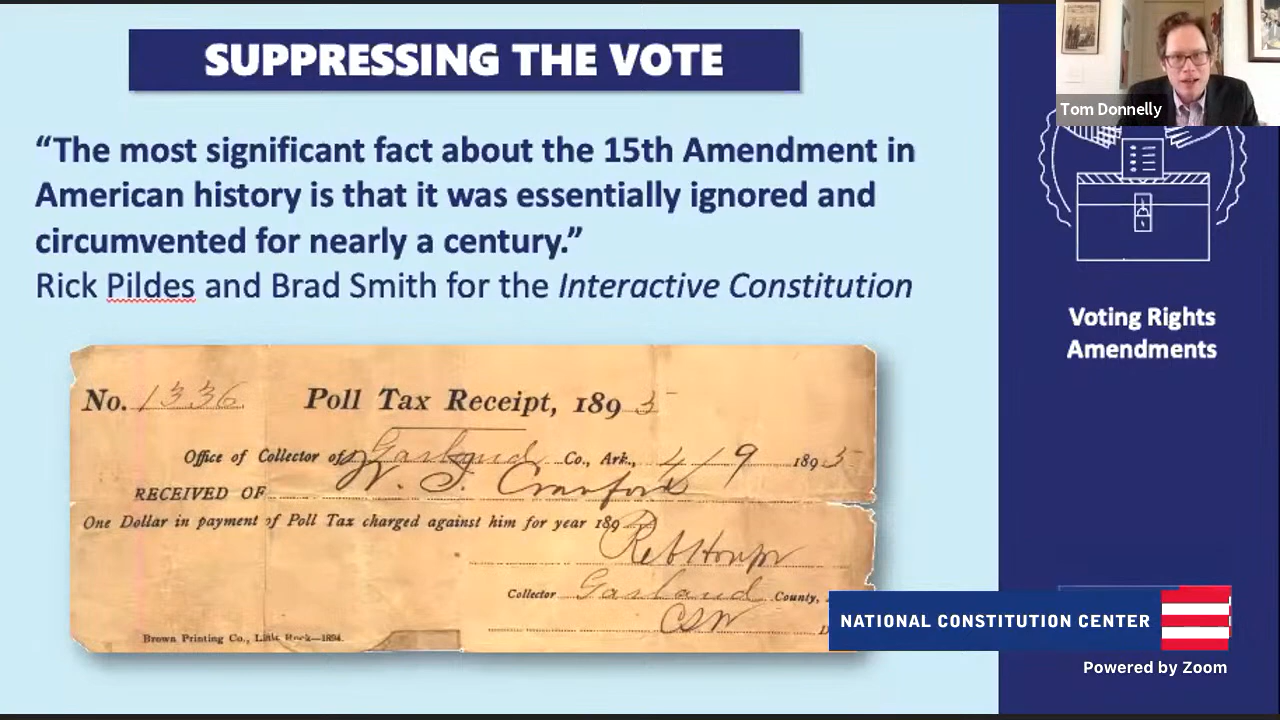 SUPPRESSING THE VOTE
Tom Donnelly
“The most significant fact about the 15th Amendment in
American history is that it was essentially ignored and
circumvented for nearly a century.”
Rick Pildes and Brad Smith for the Interactive Constitution
Voting Rights
Amendments
No. 1336 Poll Tax Receipt, 1895
Office of Collector of Garland Co., Ark., 4/9 1895
RECEIVED OF W. J. Crawford
One Dollar in payment of Poll Tax charged against him for year 189
Collector Garland County,
Brown Printing Co., Little Rock—1894.
NATIONAL CONSTITUTION CENTER
Powered by Zoom